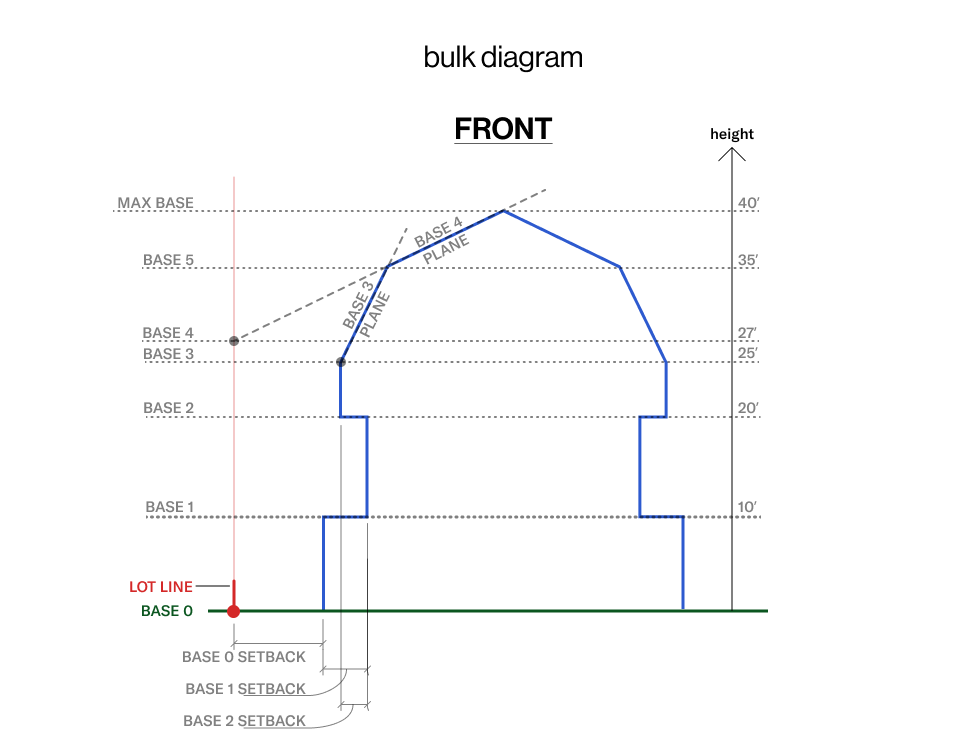 bulk diagram
FRONT
height
MAX BASE
40′
BASE 4
PLANE
BASE 5
35′
BASE 3
PLANE
BASE 4
27′
BASE 3
25′
BASE 2
20′
BASE 1
10′
LOT LINE
BASE 0
BASE 0 SETBACK
BASE 1 SETBACK
BASE 2 SETBACK